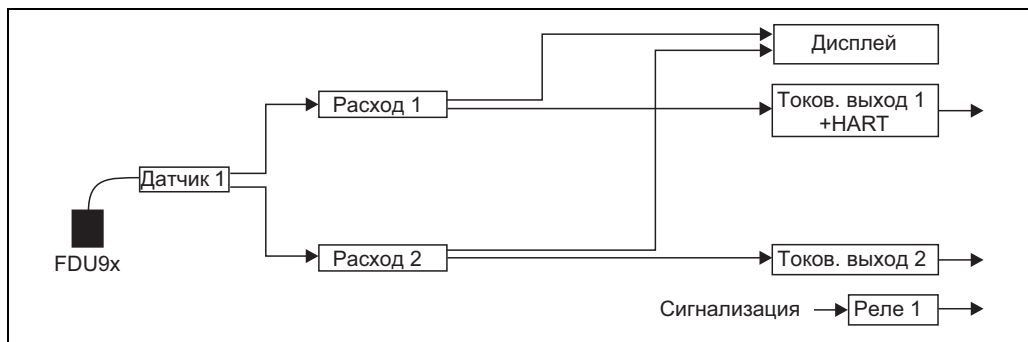 Дисплей
Расход 1
Токов. выход 1
+HART
Датчик 1
FDU9x
Расход 2
Токов. выход 2
Сигнализация
Реле 1